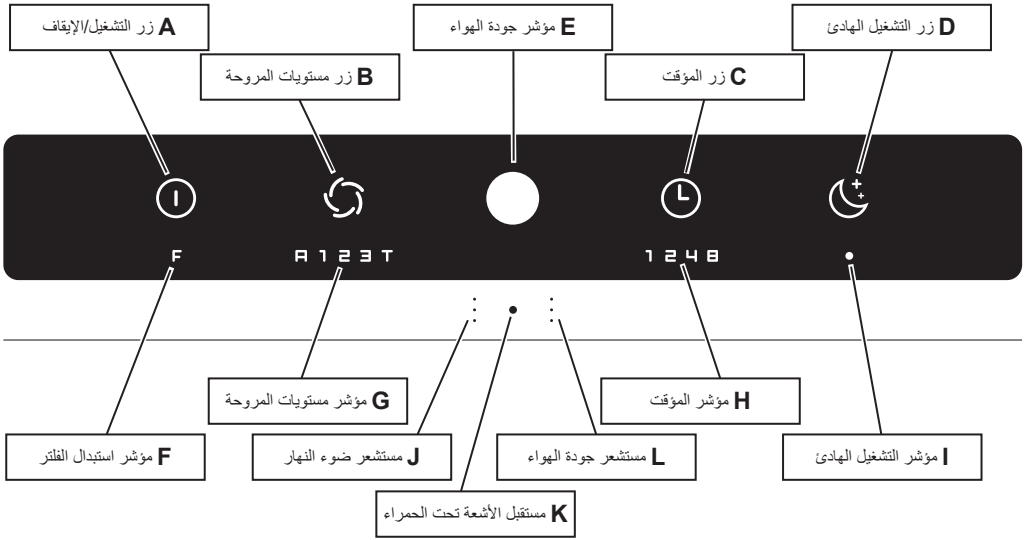 A زر التشغيل/الإيقاف
E مؤشر جودة الهواء
D زر التشغيل الهادئ
B زر مستويات المروحة
C زر المؤقت
F
A 1 2 3 T
1 2 4 8
G مؤشر مستويات المروحة
H مؤشر المؤقت
F مؤشر استبدال الفلتر
J مستشعر ضوء النهار
L مستشعر جودة الهواء
I مؤشر التشغيل الهادئ
K مستقبل الأشعة تحت الحمراء